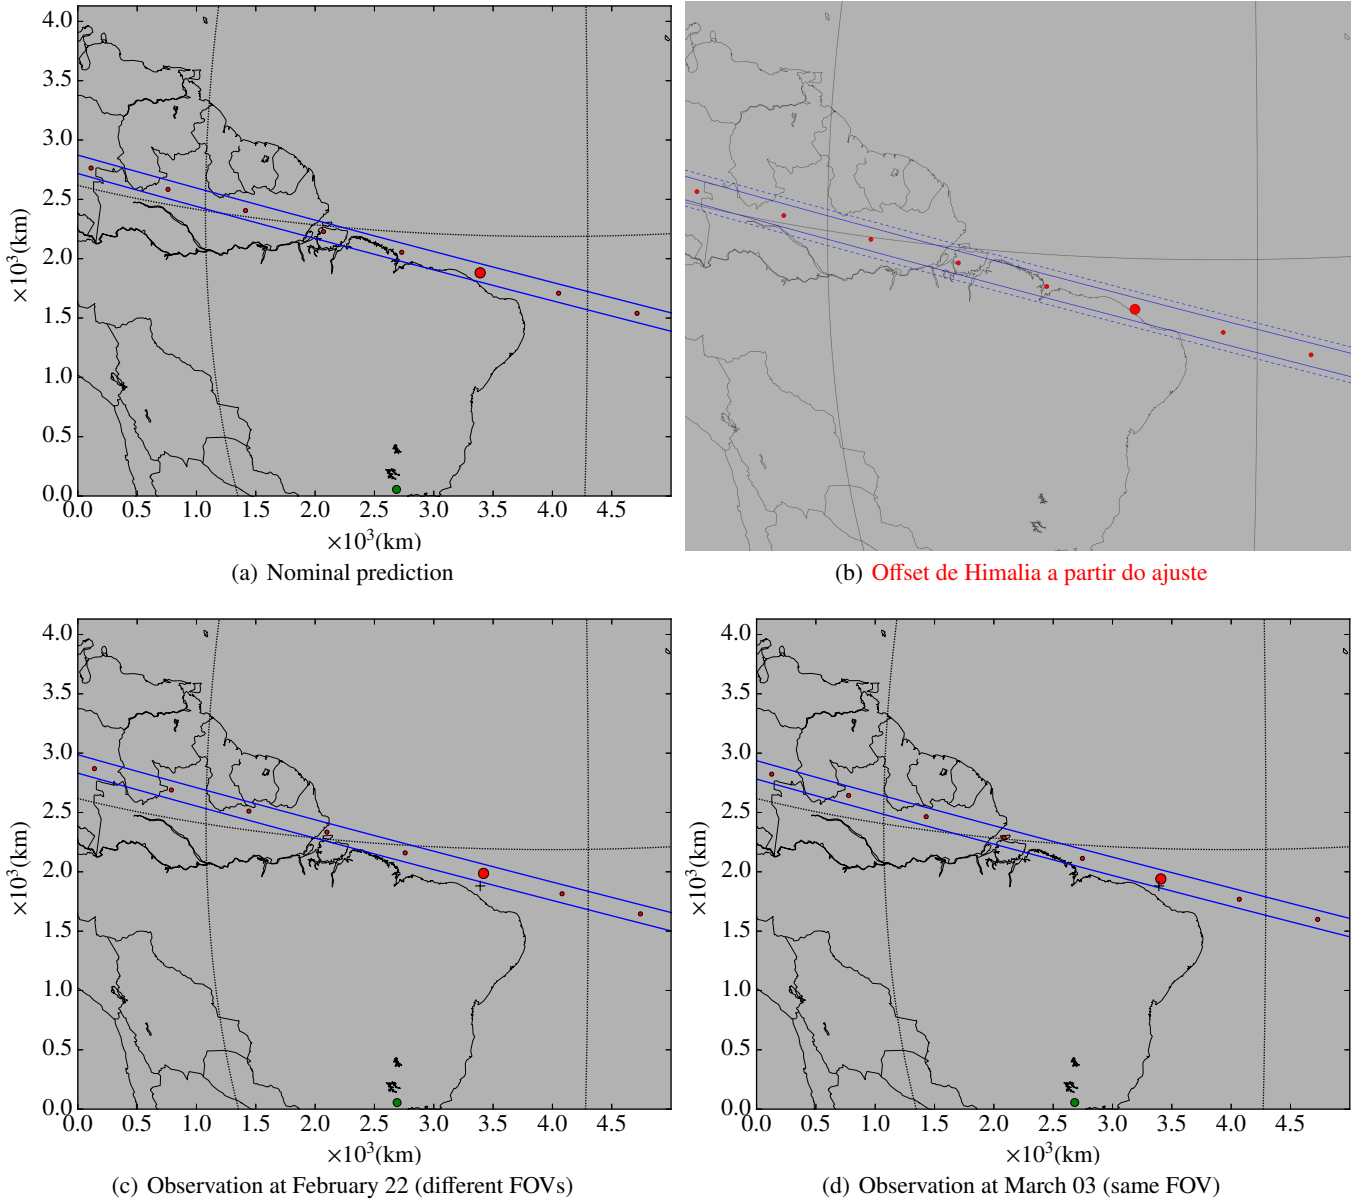 4.0
3.5
3.0
2.5
2.0
1.5
1.0
0.5
0.0
×10³(km)
0.0 0.5 1.0 1.5 2.0 2.5 3.0 3.5 4.0 4.5
×10³(km)
(a) Nominal prediction
(b) Offset de Himalia a partir do ajuste
4.0
3.5
3.0
2.5
2.0
1.5
1.0
0.5
0.0
×10³(km)
0.0 0.5 1.0 1.5 2.0 2.5 3.0 3.5 4.0 4.5
×10³(km)
(c) Observation at February 22 (different FOVs)
4.0
3.5
3.0
2.5
2.0
1.5
1.0
0.5
0.0
×10³(km)
0.0 0.5 1.0 1.5 2.0 2.5 3.0 3.5 4.0 4.5
×10³(km)
(d) Observation at March 03 (same FOV)